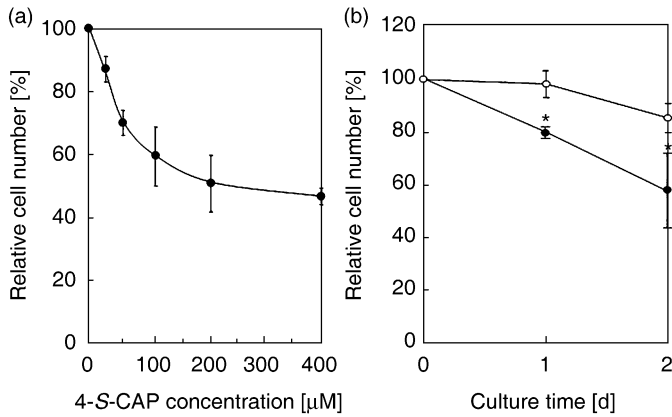 (a)
Relative cell number [%]
100
80
60
40
20
0
0 100 200 300 400
4-S-CAP concentration [μM]
(b)
Relative cell number [%]
120
100
80
60
40
20
0
*
*
0 1 2
Culture time [d]